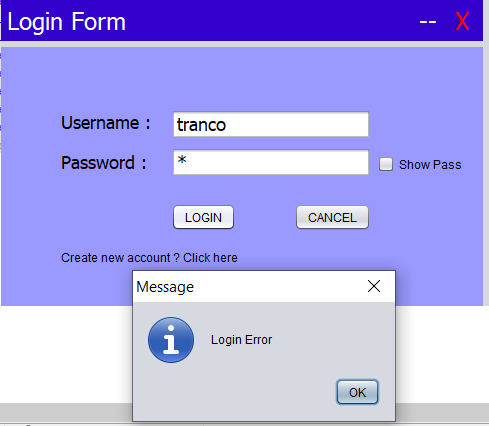 Login Form -- X
Username : tranco
Password : *
Show Pass
LOGIN CANCEL
Create new account ? Click here
Message
Login Error
OK